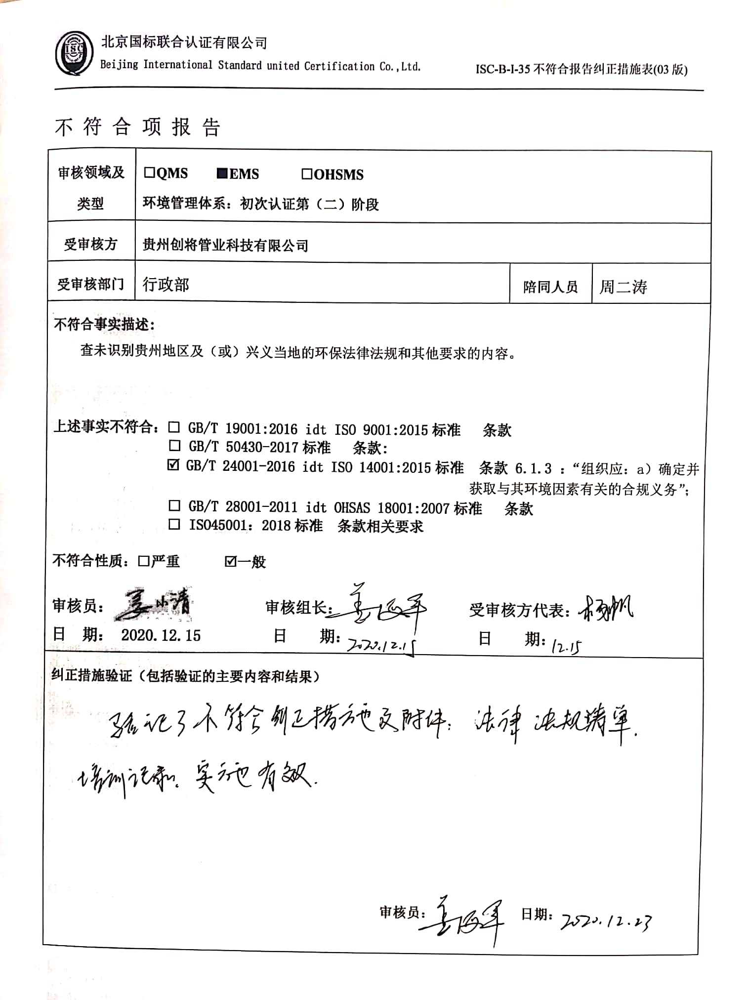 ISC
北京国标联合认证有限公司
Beijing International Standard united Certification Co.,Ltd.
ISC-B-I-35 不符合报告纠正措施表(03 版)
不符合项报告
审核领域及类型
□QMS ■EMS □OHSMS
环境管理体系：初次认证第（二）阶段
受审核方 贵州创将管业科技有限公司
受审核部门 行政部 陪同人员 周二涛
不符合事实描述：
查未识别贵州地区及（或）兴义当地的环保法律法规和其他要求的内容。
上述事实不符合：□ GB/T 19001:2016 idt ISO 9001:2015 标准 条款
□ GB/T 50430-2017 标准 条款：
☑ GB/T 24001-2016 idt ISO 14001:2015 标准 条款 6.1.3 ：“组织应：a）确定并
获取与其环境因素有关的合规义务”；
□ GB/T 28001-2011 idt OHSAS 18001:2007 标准 条款
□ ISO45001：2018 标准 条款相关要求
不符合性质：□严重 ☑一般
审核员： 审核组长： 受审核方代表：杨帆
日 期： 2020.12.15 日 期：2020.12.15 日 期：12.15
纠正措施验证（包括验证的主要内容和结果）
验记了不符合纠正措施及附件：法律法规清单.
培训记录。实施有效.
审核员： 日期：2020.12.23